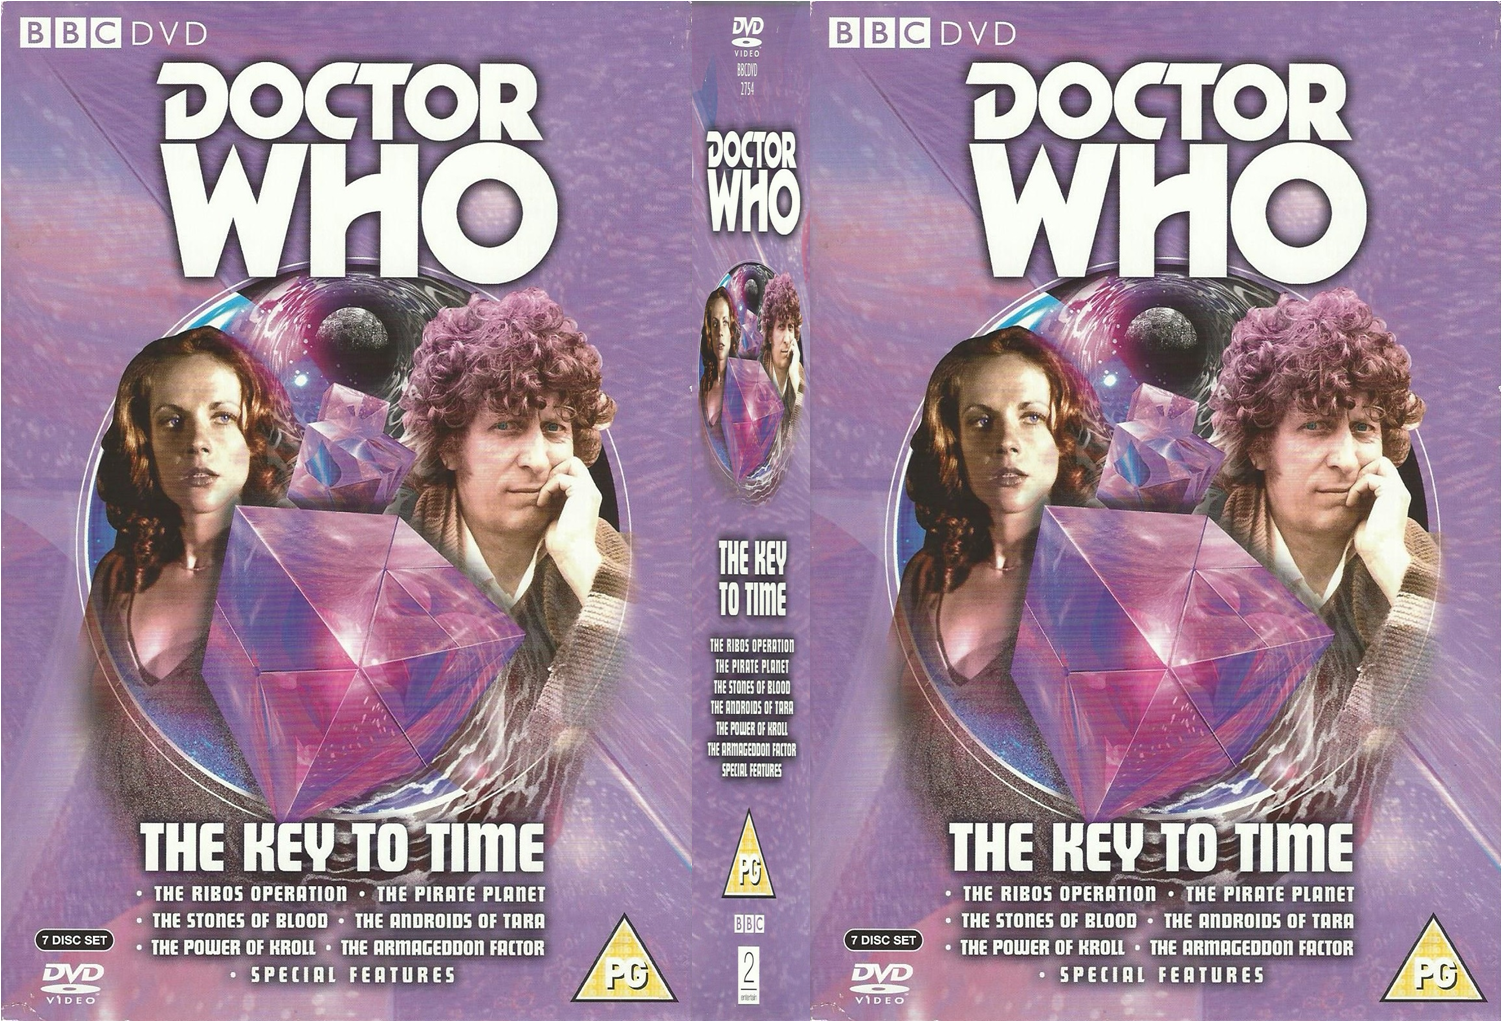 BBC DVD
DOCTOR
WHO
THE KEY TO TIME
• THE RIBOS OPERATION • THE PIRATE PLANET
• THE STONES OF BLOOD • THE ANDROIDS OF TARA
• THE POWER OF KROLL • THE ARMAGEDDON FACTOR
• SPECIAL FEATURES
7 DISC SET
DVD
VIDEO
PG
DVD
VIDEO
BBCDVD
2754
DOCTOR
WHO
THE KEY
TO TIME
THE RIBOS OPERATION
THE PIRATE PLANET
THE STONES OF BLOOD
THE ANDROIDS OF TARA
THE POWER OF KROLL
THE ARMAGEDDON FACTOR
SPECIAL FEATURES
PG
BBC
2
entertain
BBC DVD
DOCTOR
WHO
THE KEY TO TIME
• THE RIBOS OPERATION • THE PIRATE PLANET
• THE STONES OF BLOOD • THE ANDROIDS OF TARA
• THE POWER OF KROLL • THE ARMAGEDDON FACTOR
• SPECIAL FEATURES
7 DISC SET
DVD
VIDEO
PG